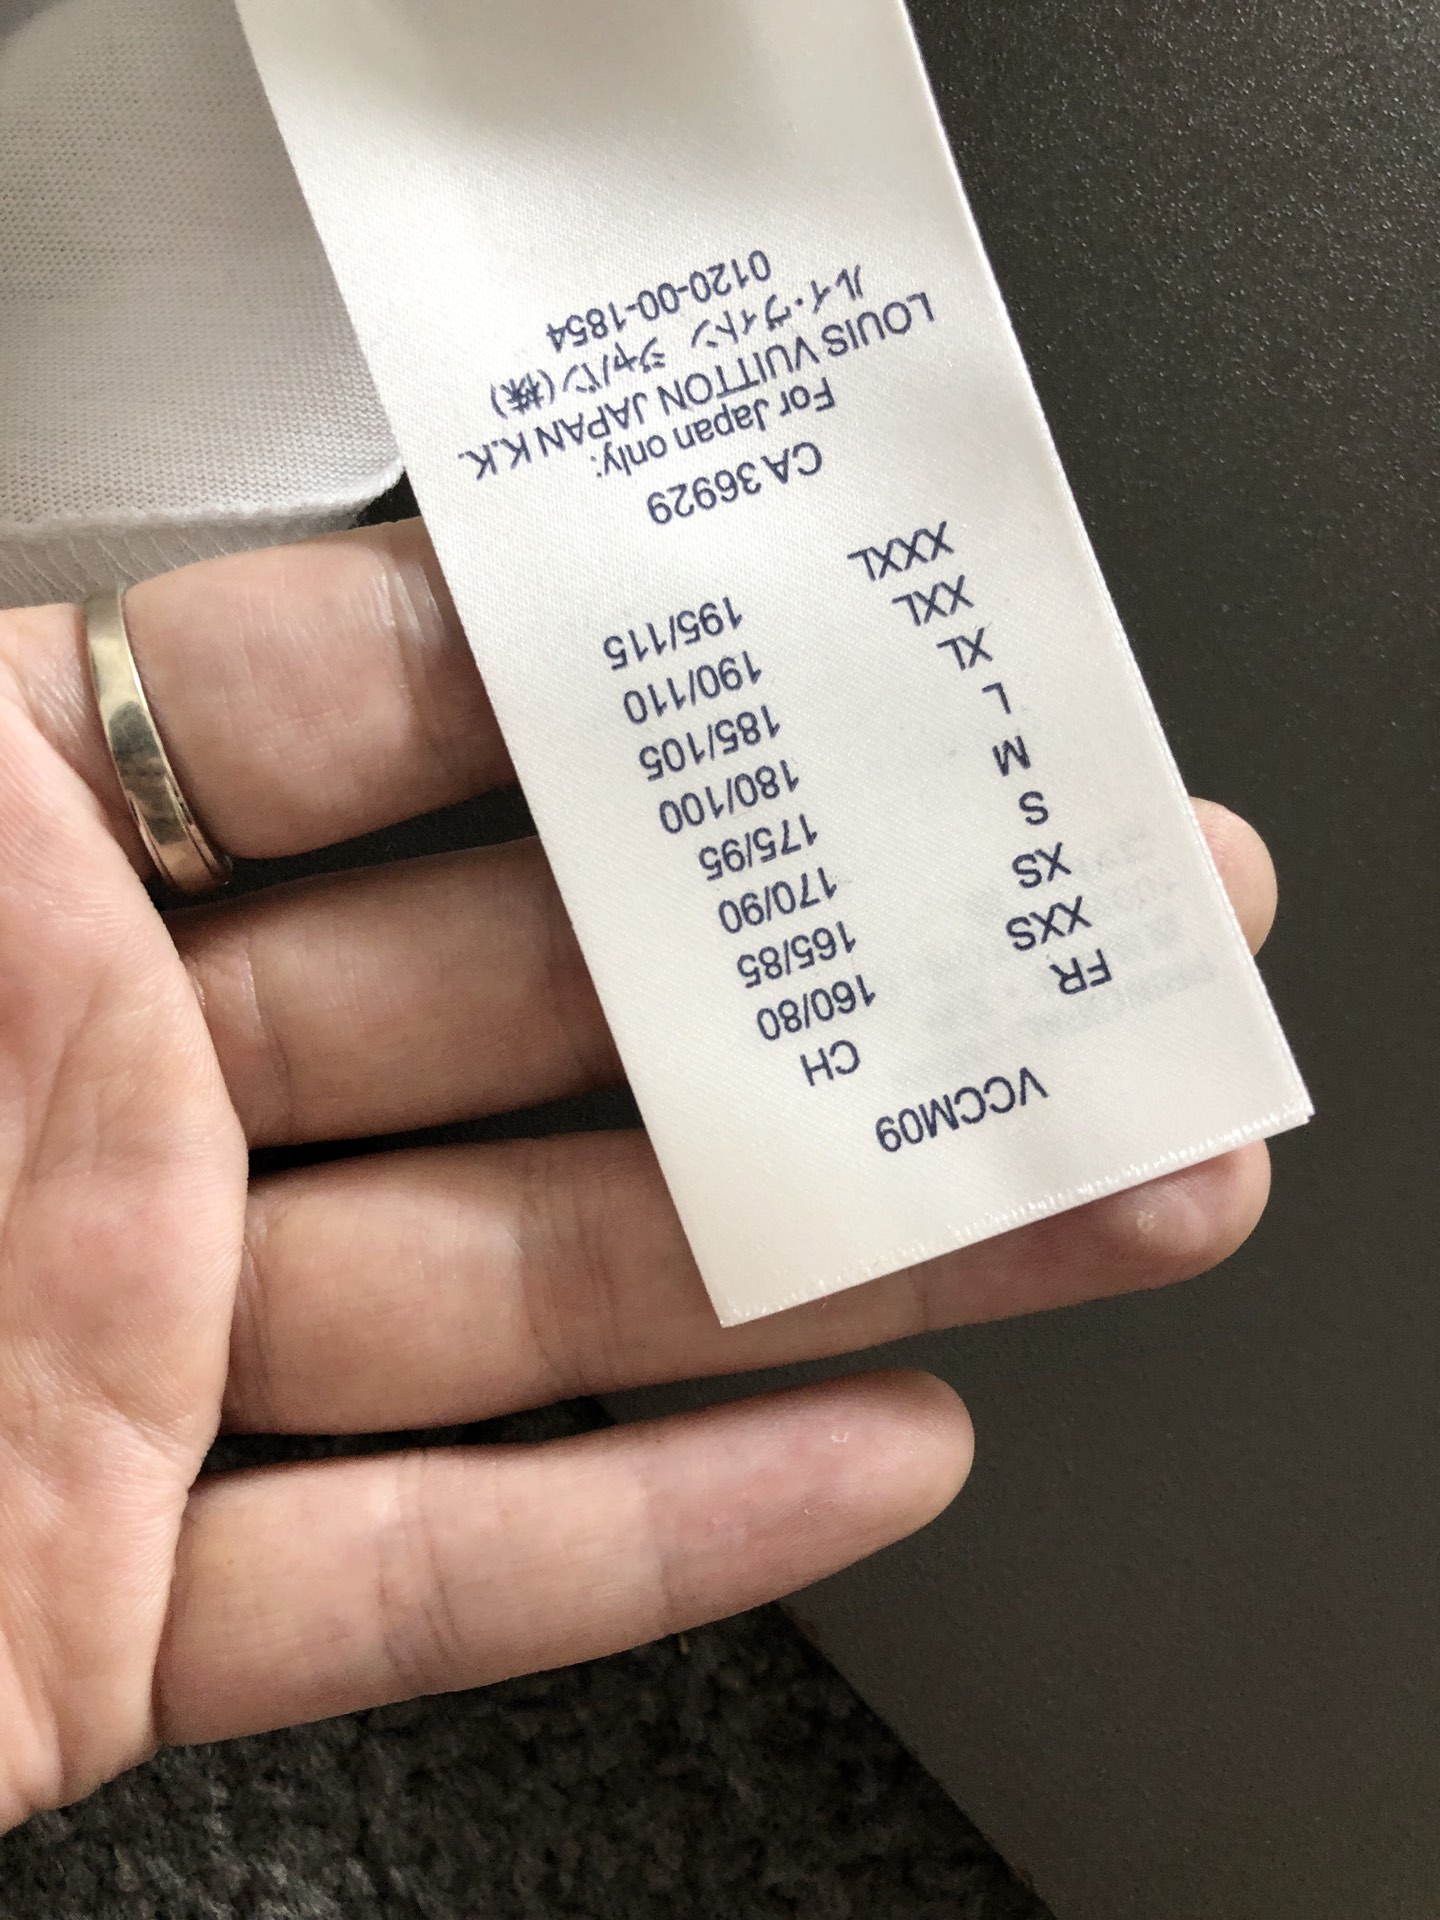 VCCM09
FR CH
XXS 160/80
XS 165/85
S 170/90
M 175/95
L 180/100
XL 185/105
XXL 190/110
XXXL 195/115
CA 36929
For Japan only:
LOUIS VUITTON JAPAN K.K.
ルイ・ヴィトン ジャパン(株)
0120-00-1854